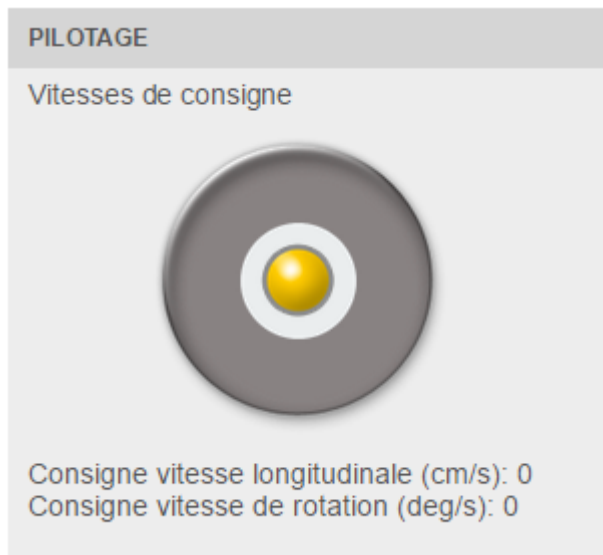 PILOTAGE
Vitesses de consigne
Consigne vitesse longitudinale (cm/s): 0
Consigne vitesse de rotation (deg/s): 0